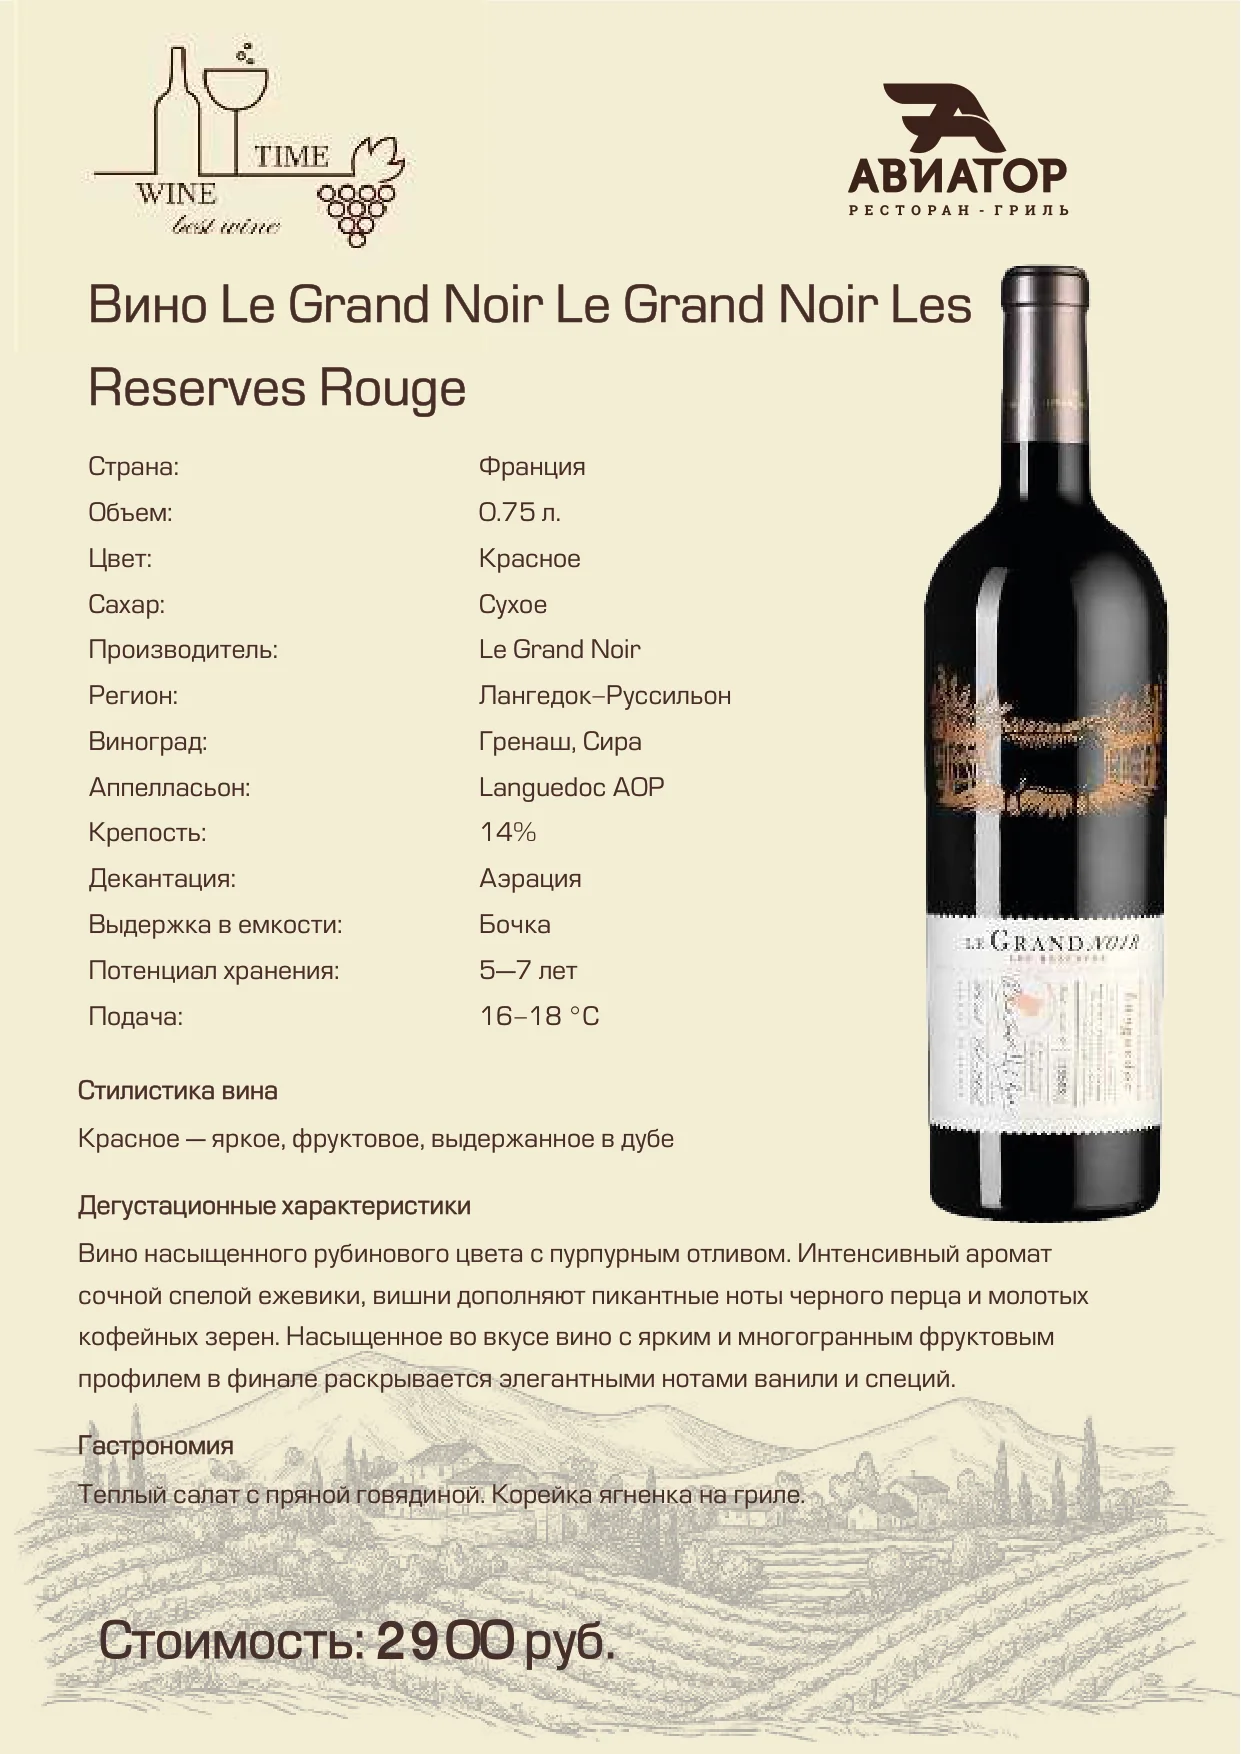 TIME
WINE
best wine
АВИАТОР
РЕСТОРАН - ГРИЛЬ
Вино Le Grand Noir Le Grand Noir Les
Reserves Rouge
Страна: Франция
Объем: 0.75 л.
Цвет: Красное
Сахар: Сухое
Производитель: Le Grand Noir
Регион: Лангедок–Руссильон
Виноград: Гренаш, Сира
Аппелласьон: Languedoc AOP
Крепость: 14%
Декантация: Аэрация
Выдержка в емкости: Бочка
Потенциал хранения: 5—7 лет
Подача: 16–18 °C
LE GRAND NOIR
LES RESERVES
Languedoc
Стилистика вина
Красное — яркое, фруктовое, выдержанное в дубе
Дегустационные характеристики
Вино насыщенного рубинового цвета с пурпурным отливом. Интенсивный аромат
сочной спелой ежевики, вишни дополняют пикантные ноты черного перца и молотых
кофейных зерен. Насыщенное во вкусе вино с ярким и многогранным фруктовым
профилем в финале раскрывается элегантными нотами ванили и специй.
Гастрономия
Теплый салат с пряной говядиной. Корейка ягненка на гриле.
Стоимость: 2900 руб.